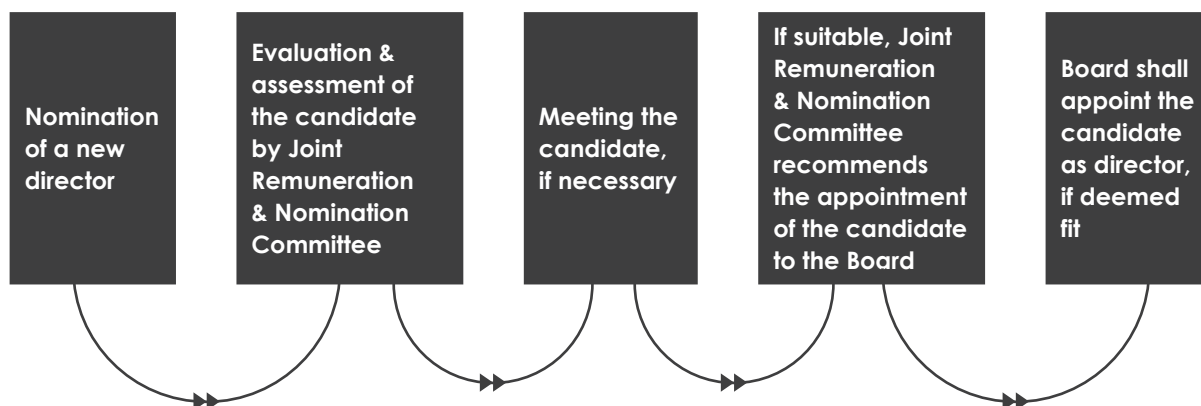 Nomination
of a new
director
Evaluation &
assessment of
the candidate
by Joint
Remuneration
& Nomination
Committee
Meeting the
candidate,
if necessary
If suitable, Joint
Remuneration
& Nomination
Committee
recommends
the appointment
of the candidate
to the Board
Board shall
appoint the
candidate
as director,
if deemed
fit